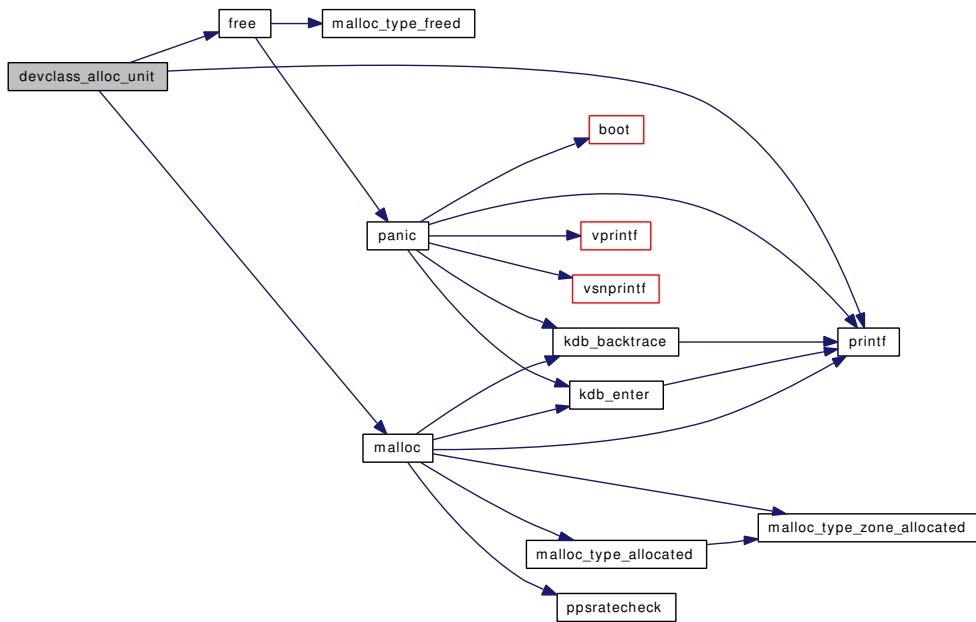 free
malloc_type_freed
devclass_alloc_unit
boot
panic
vprintf
vsnprintf
kdb_backtrace
printf
kdb_enter
malloc
malloc_type_zone_allocated
malloc_type_allocated
ppsratecheck